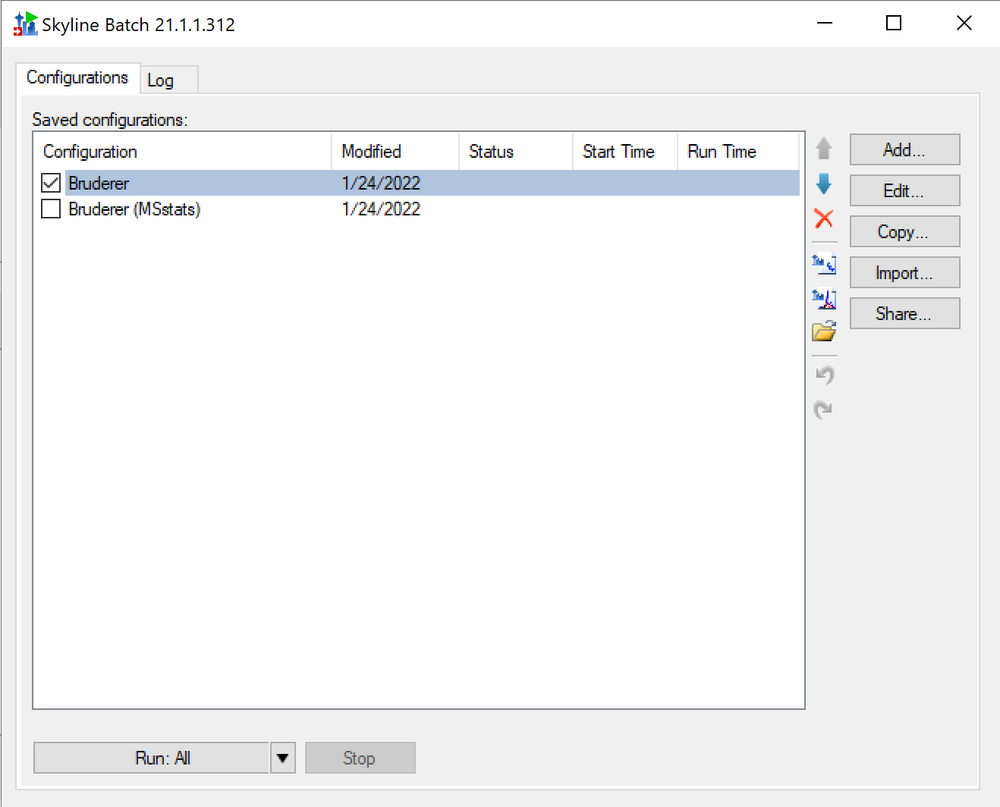 Skyline Batch 21.1.1.312
Configurations
Log
Saved configurations:
Configuration Modified Status Start Time Run Time
Bruderer 1/24/2022
Bruderer (MSstats) 1/24/2022
Add...
Edit...
Copy...
Import...
Share...
Run: All
Stop